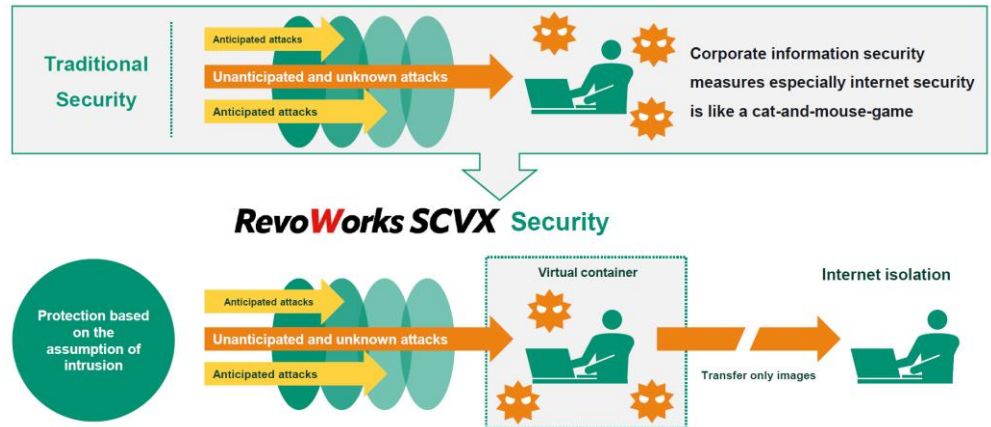 Traditional
Security
Anticipated attacks
Unanticipated and unknown attacks
Anticipated attacks
Corporate information security
measures especially internet security
is like a cat-and-mouse-game
RevoWorks SCVX Security
Protection based
on the
assumption of
intrusion
Anticipated attacks
Unanticipated and unknown attacks
Anticipated attacks
Virtual container
Transfer only images
Internet isolation